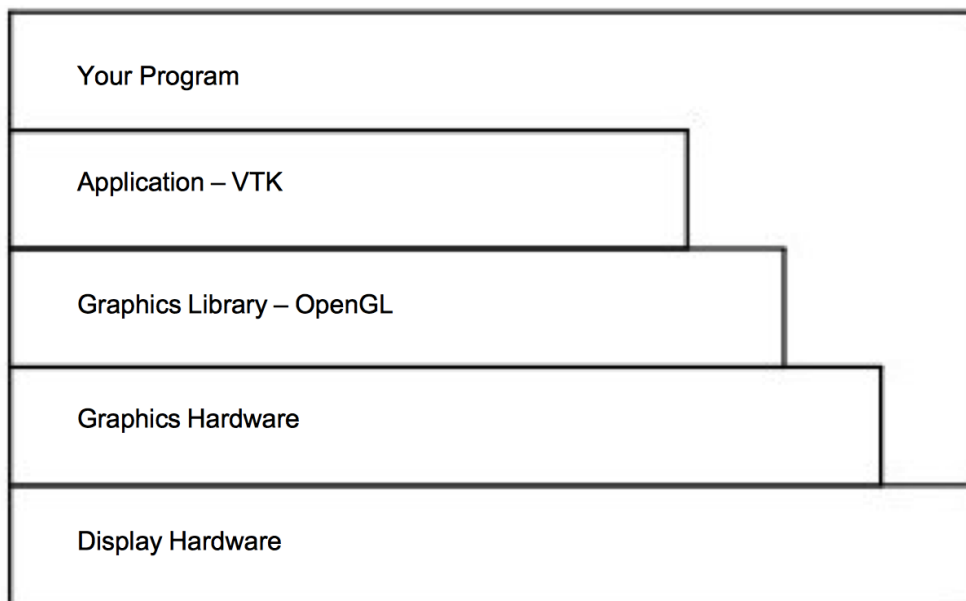 Your Program
Application – VTK
Graphics Library – OpenGL
Graphics Hardware
Display Hardware